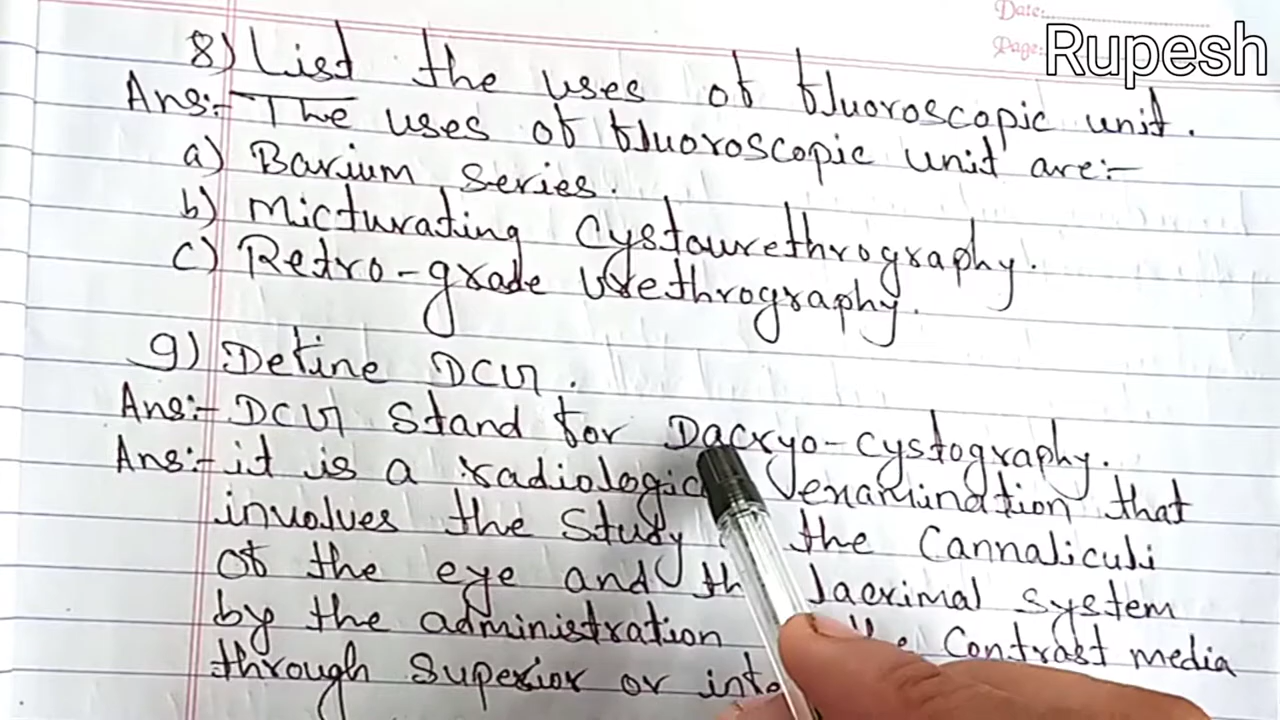 Date:
Page:
Rupesh
8) List the uses of fluoroscopic unit.
Ans:- The uses of fluoroscopic unit are:-
a) Barium series.
b) Micturating Cystourethrography.
c) Retro-grade Urethrography.
9) Define DCG.
Ans:- DCG stand for Dacryo-cystography.
Ans:- it is a radiological examination that
involves the study the Cannaliculi
of the eye and lacrimal system
by the administration Contrast media
through superior or